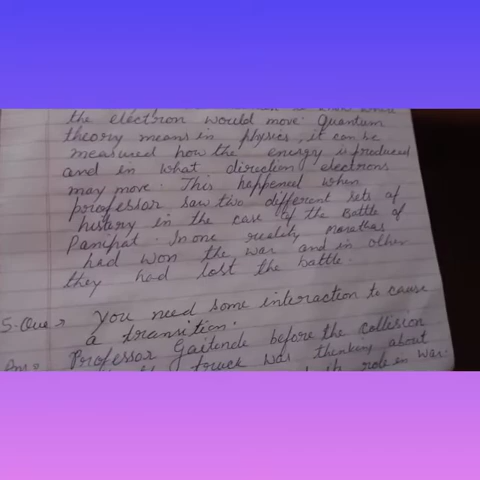 the electron would move. Quantum
theory means in physics, it can be
measured how the energy is produced
and in what direction electrons
may move. This happened when
professor saw two different sets of
history in the case of the Battle of
Panipat. In one reality Marathas
had won the war and in other
they had lost the battle.
5. Que → You need some interaction to cause
a transition.
Ans = Professor Gaitonde before the collision
truck was thinking about
role in war.